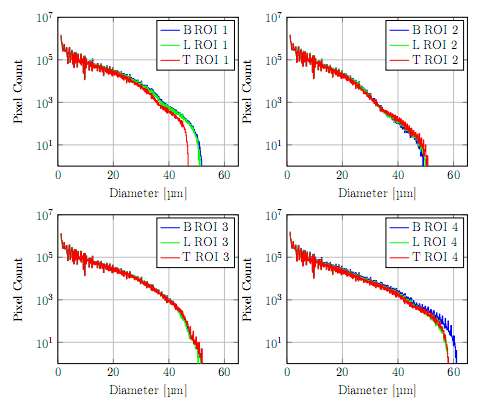 10^7
10^5
10^3
10^1
Pixel Count
B ROI 1
L ROI 1
T ROI 1
0 20 40 60
Diameter [µm]
10^7
10^5
10^3
10^1
Pixel Count
B ROI 2
L ROI 2
T ROI 2
0 20 40 60
Diameter [µm]
10^7
10^5
10^3
10^1
Pixel Count
B ROI 3
L ROI 3
T ROI 3
0 20 40 60
Diameter [µm]
10^7
10^5
10^3
10^1
Pixel Count
B ROI 4
L ROI 4
T ROI 4
0 20 40 60
Diameter [µm]